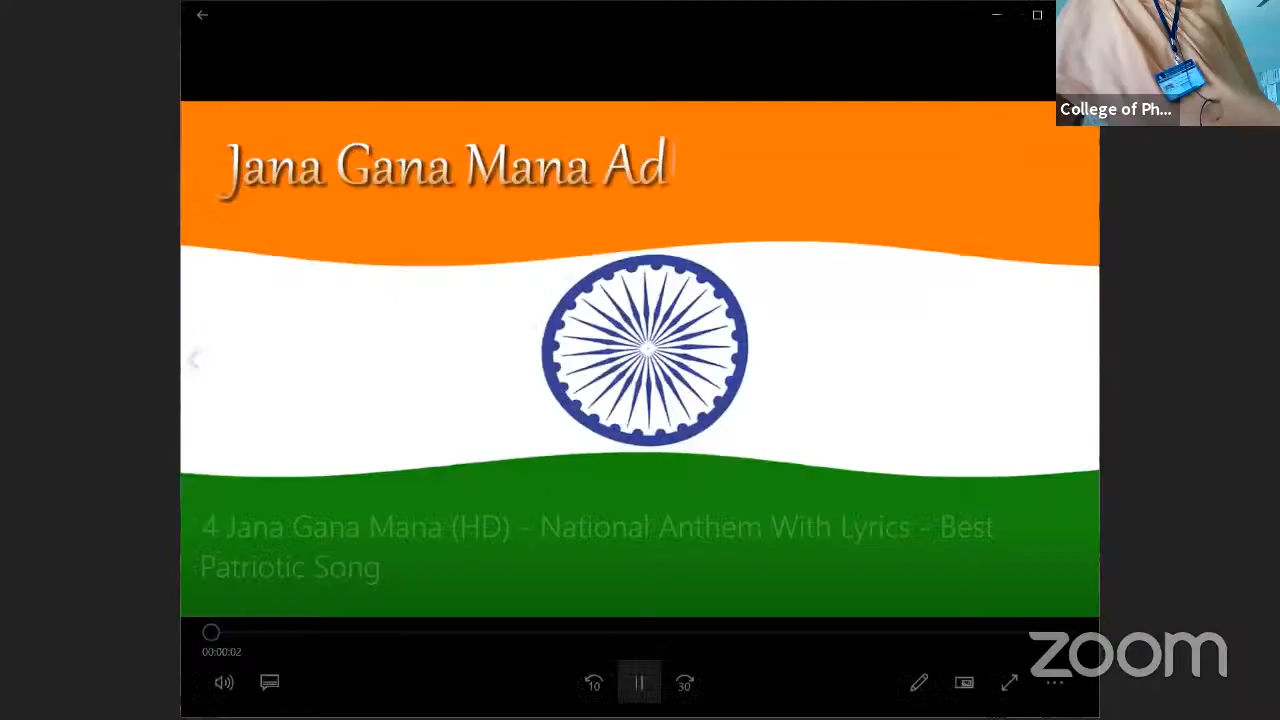 College of Ph...
Jana Gana Mana Ad
4 Jana Gana Mana (HD) - National Anthem With Lyrics - Best
Patriotic Song
00:00:02
10
30
zoom